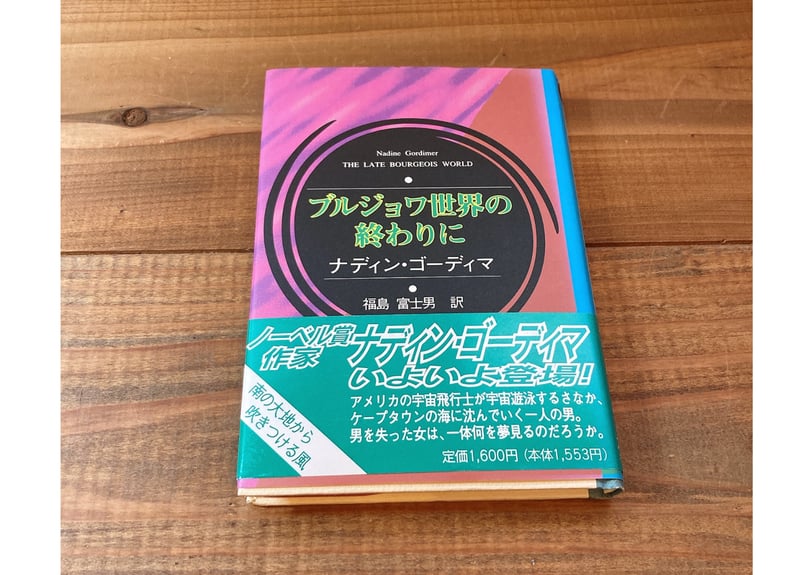 Nadine Gordimer
THE LATE BOURGEOIS WORLD
ブルジョワ世界の
終わりに
ナディン・ゴーディマ
福島 富士男 訳
ノーベル賞
作家
ナディン・ゴーディマ
いよいよ登場!
南の大地から
吹きつける風
アメリカの宇宙飛行士が宇宙遊泳するさなか、
ケープタウンの海に沈んでいく一人の男。
男を失った女は、一体何を夢見るのだろうか。
定価1,600円(本体1,553円)